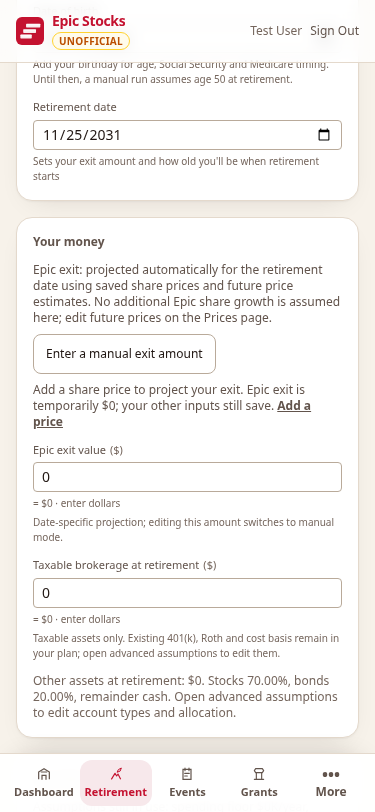 Epic Stocks
UNOFFICIAL
Test User Sign Out
Add your birthday for age, Social Security and Medicare timing.
Until then, a manual run assumes age 50 at retirement.
Retirement date
11/25/2031
Sets your exit amount and how old you'll be when retirement
starts
Your money
Epic exit: projected automatically for the retirement
date using saved share prices and future price
estimates. No additional Epic share growth is assumed
here; edit future prices on the Prices page.
Enter a manual exit amount
Add a share price to project your exit. Epic exit is
temporarily $0; your other inputs still save. Add a
price
Epic exit value ($)
0
= $0 · enter dollars
Date-specific projection; editing this amount switches to manual
mode.
Taxable brokerage at retirement ($)
0
= $0 · enter dollars
Taxable assets only. Existing 401(k), Roth and cost basis remain in
your plan; open advanced assumptions to edit them.
Other assets at retirement: $0. Stocks 70.00%, bonds
20.00%, remainder cash. Open advanced assumptions
to edit account types and allocation.
Dashboard Retirement Events Grants More